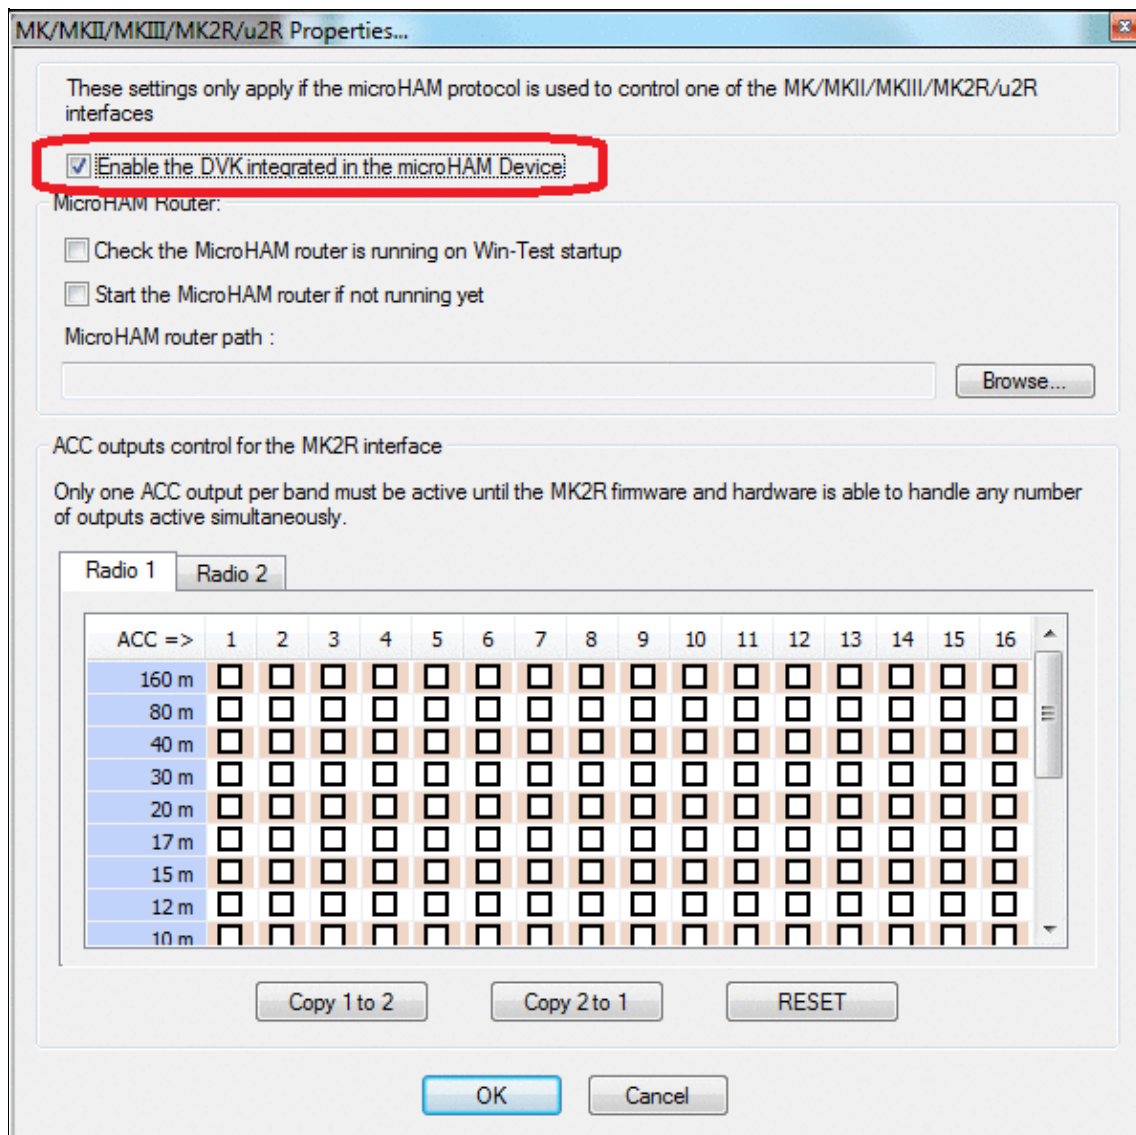 MK/MKII/MKIII/MK2R/u2R Properties...
These settings only apply if the microHAM protocol is used to control one of the MK/MKII/MKIII/MK2R/u2R
interfaces
Enable the DVK integrated in the microHAM Device
MicroHAM Router:
Check the MicroHAM router is running on Win-Test startup
Start the MicroHAM router if not running yet
MicroHAM router path :
Browse...
ACC outputs control for the MK2R interface
Only one ACC output per band must be active until the MK2R firmware and hardware is able to handle any number
of outputs active simultaneously.
Radio 1 Radio 2
ACC => 1 2 3 4 5 6 7 8 9 10 11 12 13 14 15 16
160 m
80 m
40 m
30 m
20 m
17 m
15 m
12 m
10 m
Copy 1 to 2 Copy 2 to 1 RESET
OK Cancel